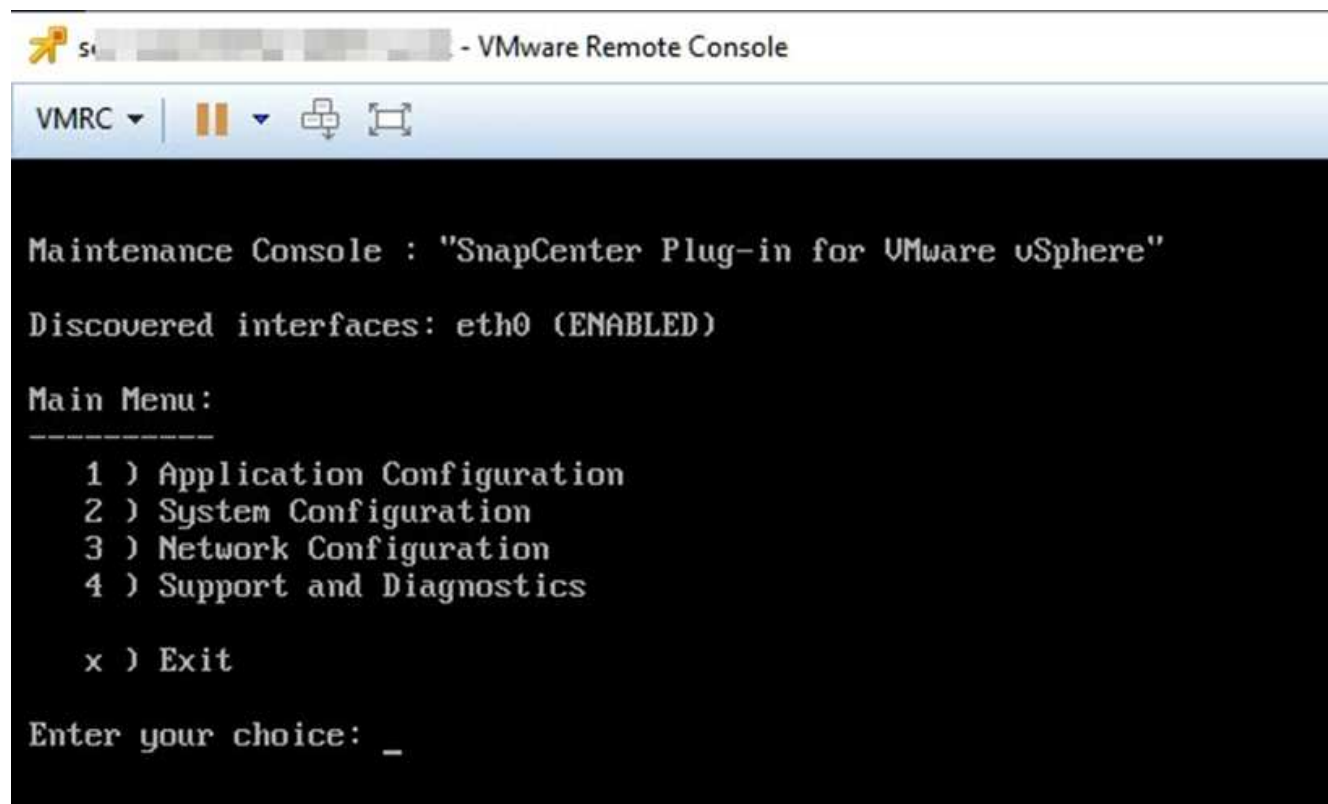 - VMware Remote Console
VMRC
Maintenance Console : "SnapCenter Plug-in for VMware vSphere"
Discovered interfaces: eth0 (ENABLED)
Main Menu:
----------
1 ) Application Configuration
2 ) System Configuration
3 ) Network Configuration
4 ) Support and Diagnostics
x ) Exit
Enter your choice: _